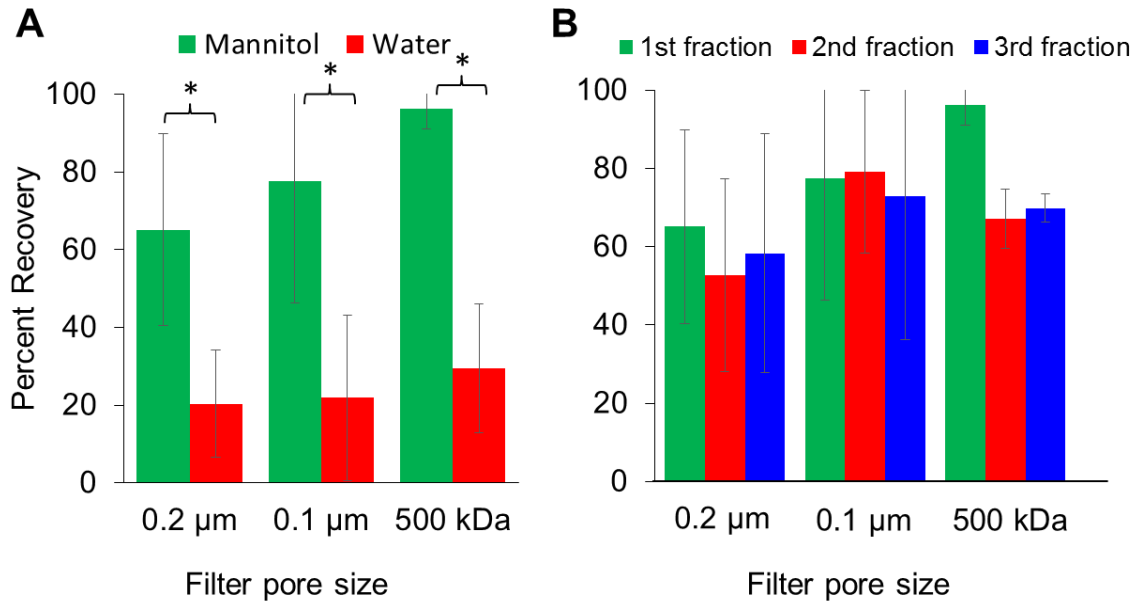 A
Mannitol Water
* * *
100
80
60
40
20
0
Percent Recovery
0.2 µm 0.1 µm 500 kDa
Filter pore size
B
1st fraction 2nd fraction 3rd fraction
100
80
60
40
20
0
0.2 µm 0.1 µm 500 kDa
Filter pore size